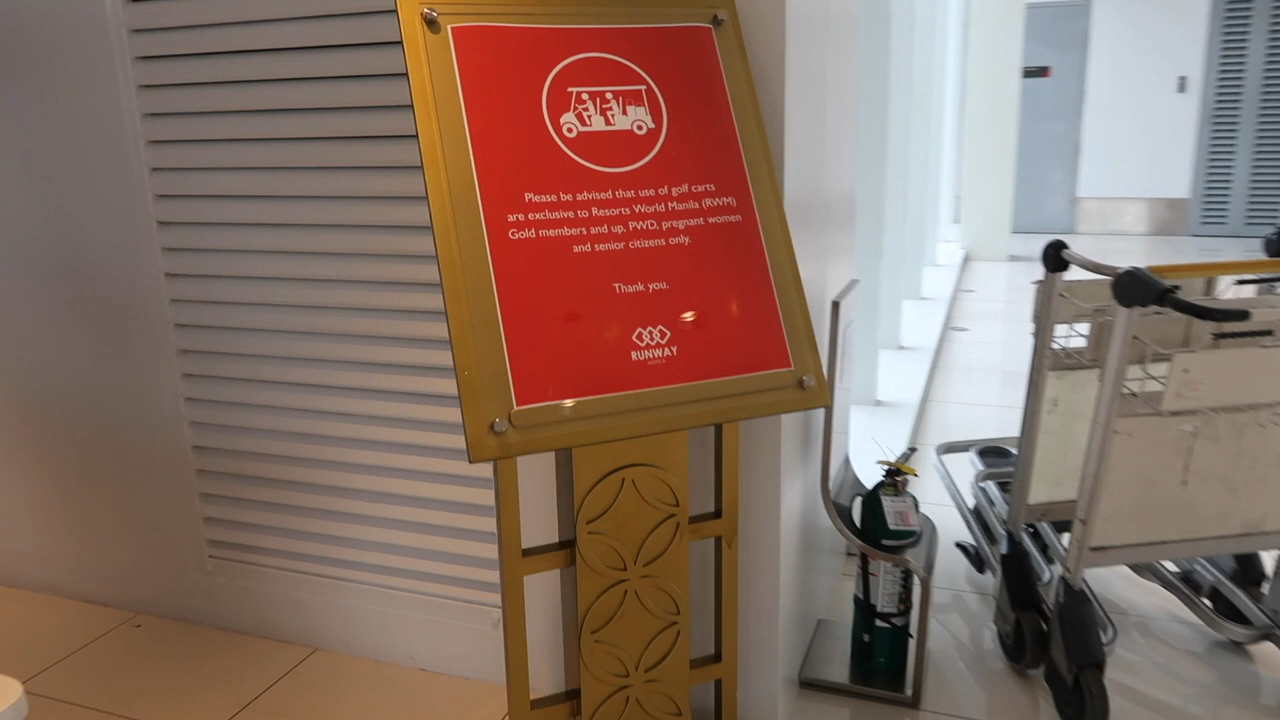 Please be advised that use of golf carts
are exclusive to Resorts World Manila (RWM)
Gold members and up, PWD, pregnant women
and senior citizens only.
Thank you.
RUNWAY
MANILA